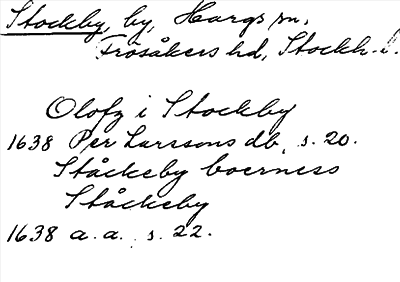 Stockby, by, Hargs sn,
Frösåkers hd, Stockh. l.
Olofz i Stockby
1638 Per Larssons db, s. 20.
Ståckeby boerness
Ståckeby
1638 a. a. s. 22.